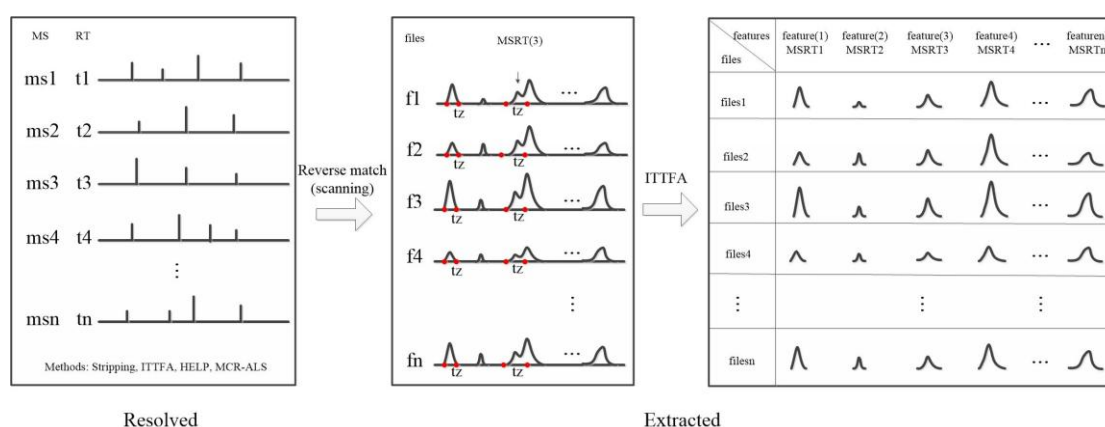 MS RT
ms1 t1
ms2 t2
ms3 t3
ms4 t4
⋮
msn tn
Methods: Stripping, ITTFA, HELP, MCR-ALS
Resolved
Reverse match
(scanning)
files MSRT(3)
f1
tz tz ...
f2
tz tz ...
f3
tz tz ...
f4
tz tz ...
⋮
fn
tz tz ...
ITTFA
features feature(1) feature(2) feature(3) feature4) ... featuren
files MSRT1 MSRT2 MSRT3 MSRT4 MSRTn
files1 ...
files2 ...
files3 ...
files4 ...
⋮ ⋮ ⋮
filesn ...
Extracted